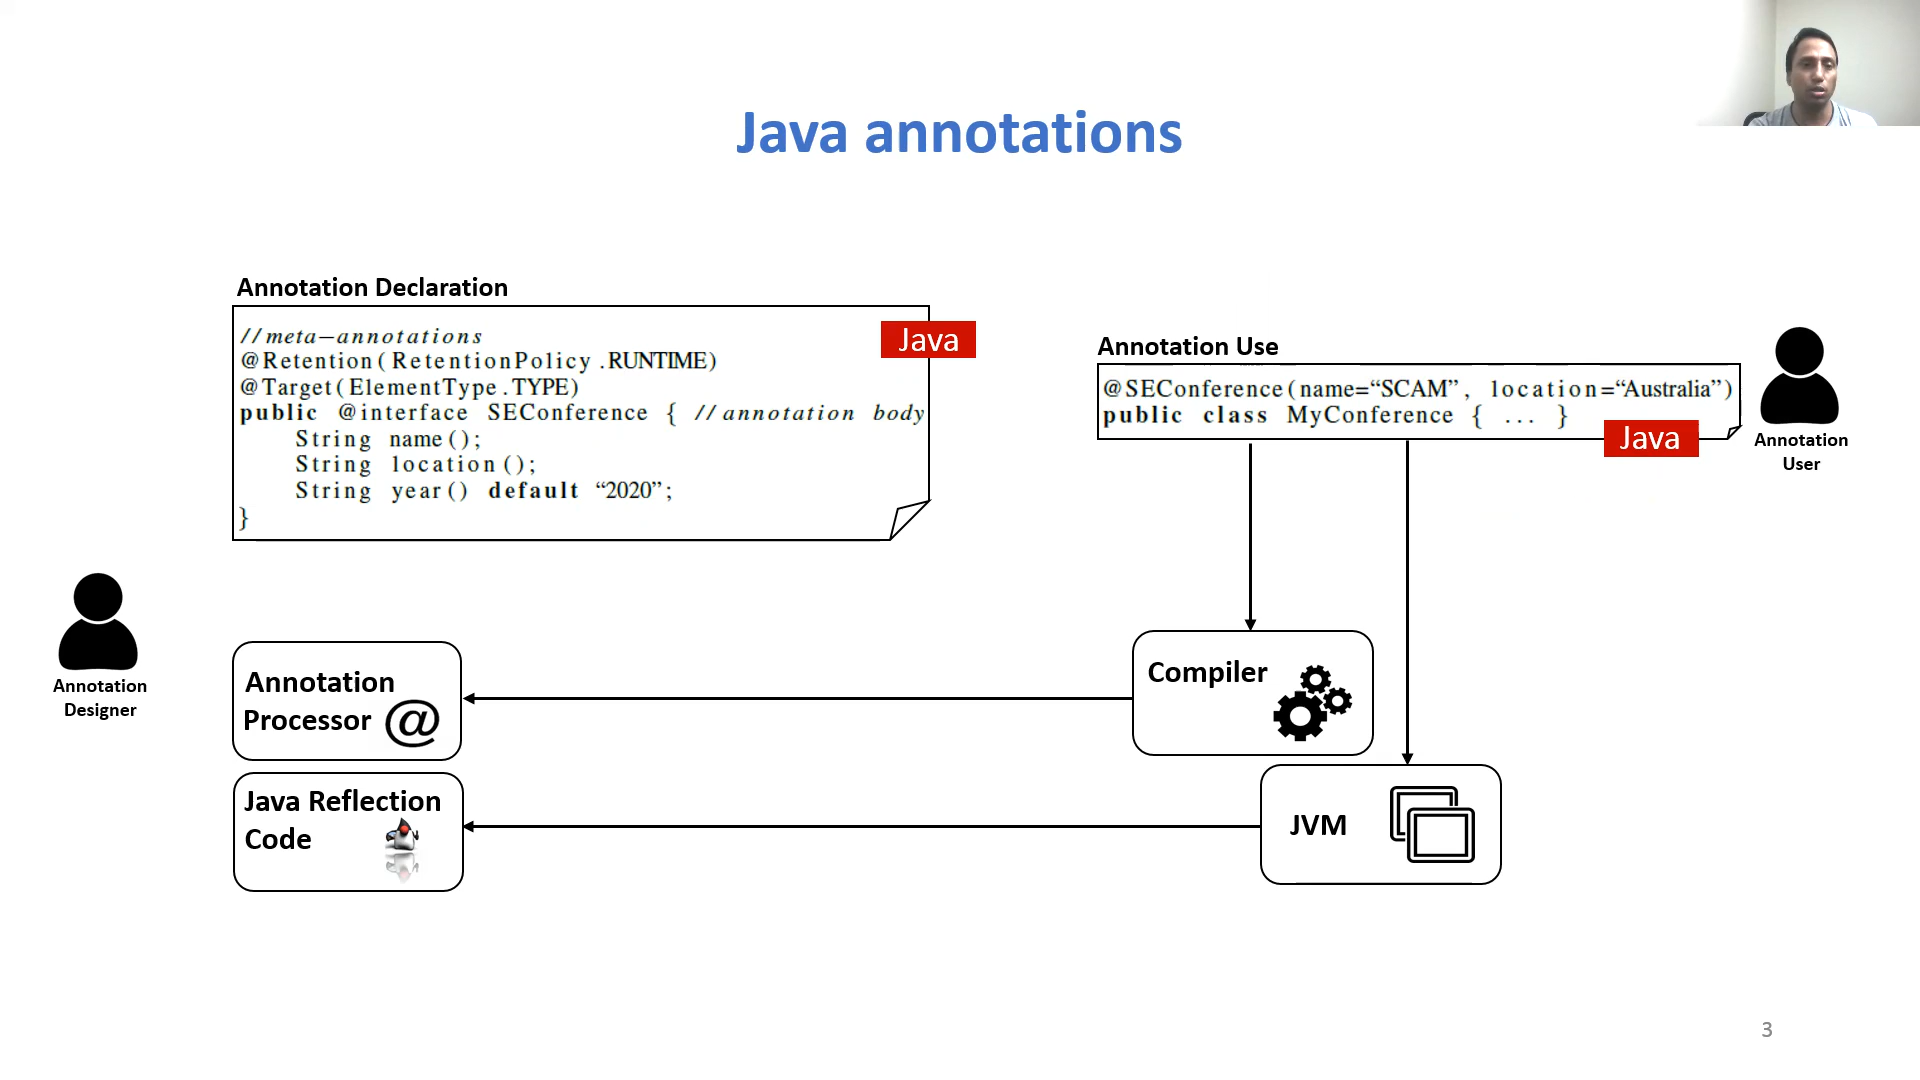 Java annotations
Annotation Declaration
//meta-annotations
@Retention(RetentionPolicy.RUNTIME)
@Target(ElementType.TYPE)
public @interface SEConference { //annotation body
String name();
String location();
String year() default “2020”;
}
Java
Annotation Use
@SEConference(name=“SCAM”, location=“Australia”)
public class MyConference { ... }
Java
Annotation
User
Annotation
Designer
Annotation
Processor @
Compiler
Java Reflection
Code
JVM
3